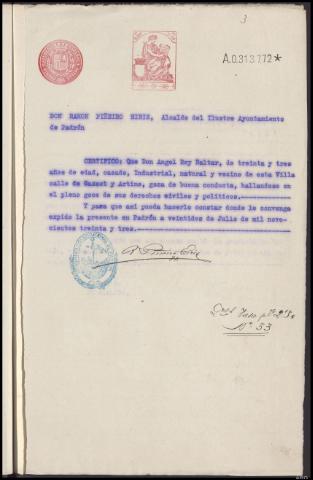 3
A.0313772*
DON RAMON PIÑEIRO Alcalde del Ilustre Ayuntamiento
de Padrón
CERTIFICO: Que Don Angel Rey Baltar, de treinta y tres
años de edad, casado, Industrial, natural y vecino de esta Villa
calle de y Artine, goza de buena conducta, hallandose en
el pleno goce de sus derechos civiles y políticos.
Y para que así pueda hacerlo constar donde le convenga
expido la presente en Padrón a veintidos de Julio de mil nove-
cientos treinta y tres.
Nº 53